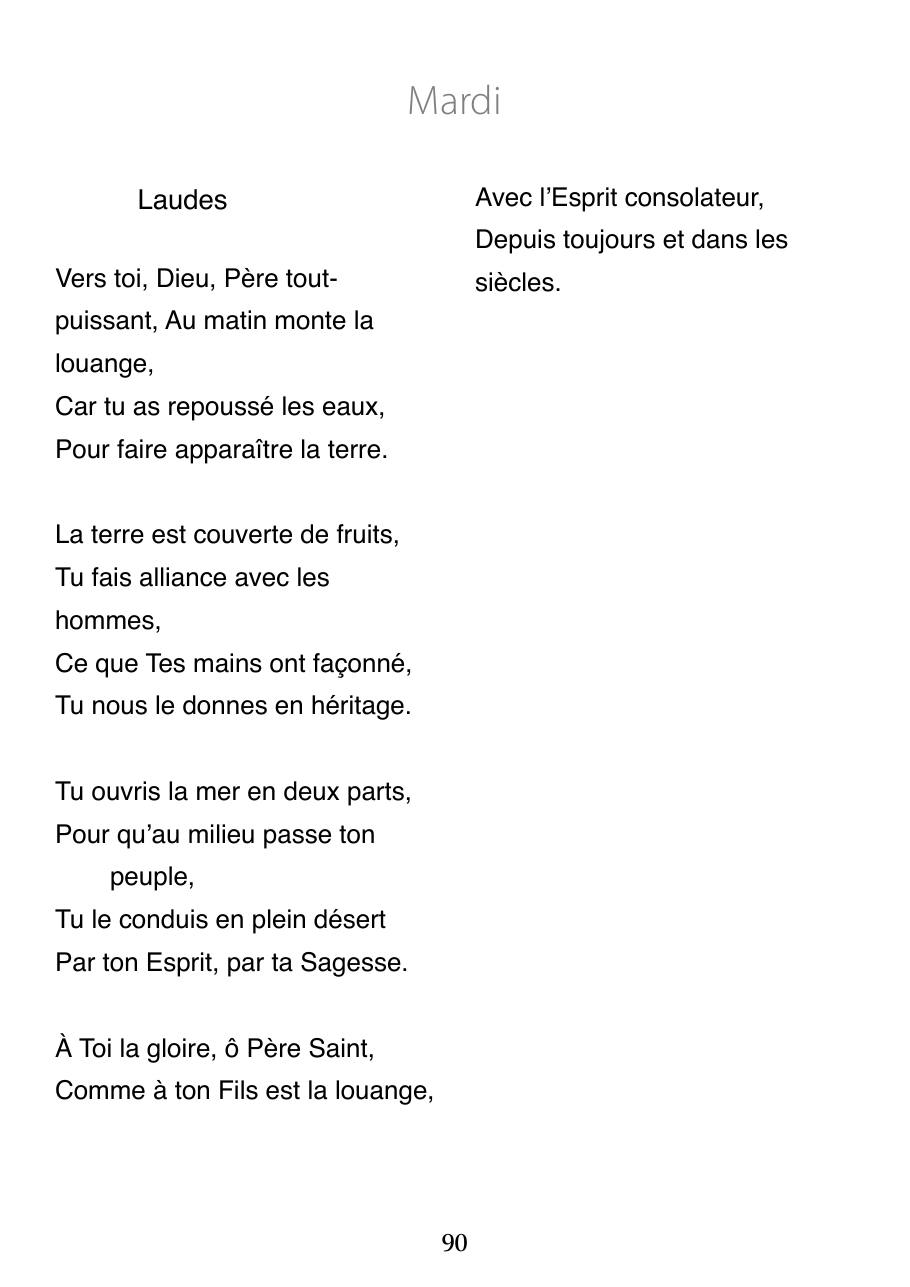 Mardi
Laudes
Vers toi, Dieu, Père tout-
puissant, Au matin monte la
louange,
Car tu as repoussé les eaux,
Pour faire apparaître la terre.
La terre est couverte de fruits,
Tu fais alliance avec les
hommes,
Ce que Tes mains ont façonné,
Tu nous le donnes en héritage.
Tu ouvris la mer en deux parts,
Pour qu’au milieu passe ton
peuple,
Tu le conduis en plein désert
Par ton Esprit, par ta Sagesse.
À Toi la gloire, ô Père Saint,
Comme à ton Fils est la louange,
Avec l’Esprit consolateur,
Depuis toujours et dans les
siècles.
90